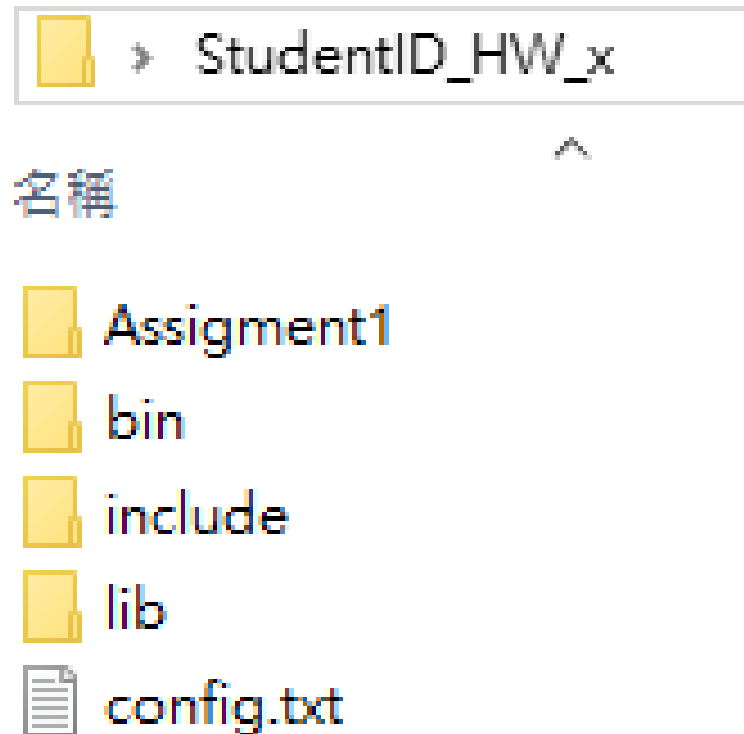 StudentID_HW_x
名稱
Assigment1
bin
include
lib
config.txt